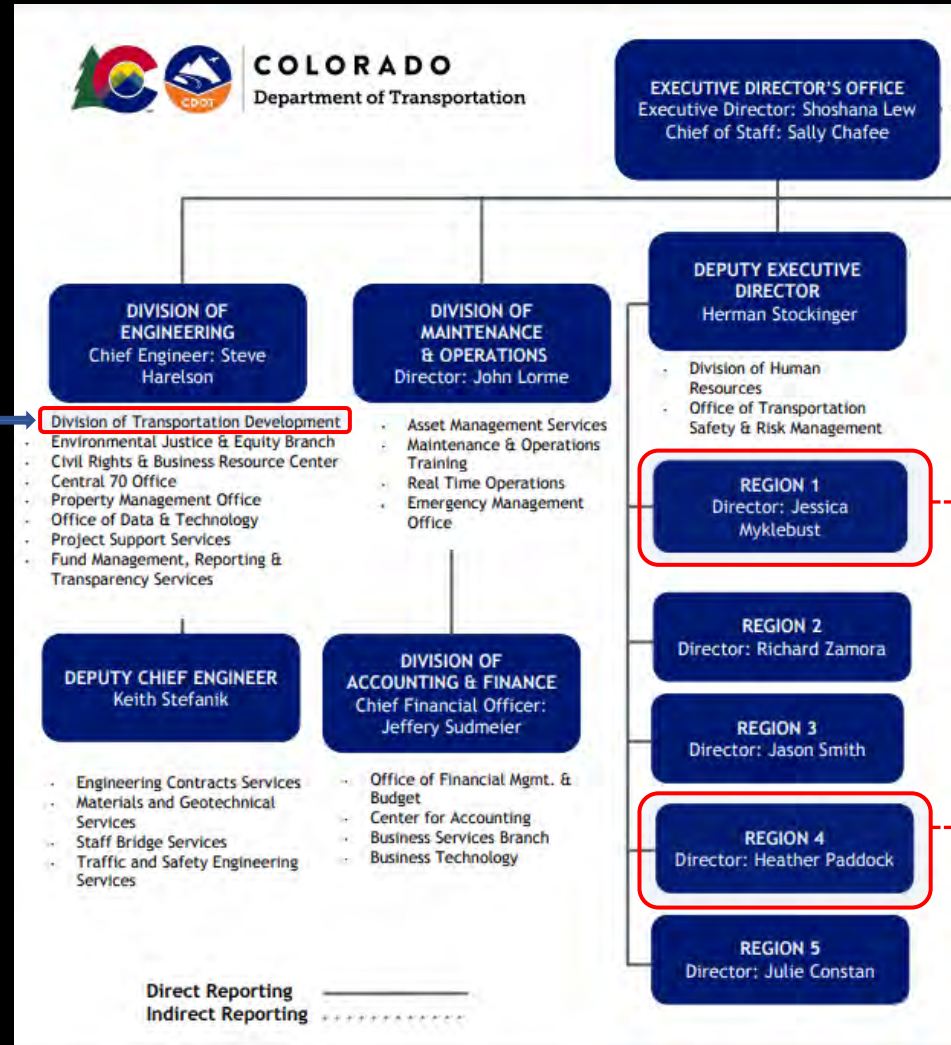 CDOT
COLORADO
Department of Transportation
EXECUTIVE DIRECTOR'S OFFICE
Executive Director: Shoshana Lew
Chief of Staff: Sally Chafee
DIVISION OF
ENGINEERING
Chief Engineer: Steve
Harelson
· Division of Transportation Development
· Environmental Justice & Equity Branch
· Civil Rights & Business Resource Center
· Central 70 Office
· Property Management Office
· Office of Data & Technology
· Project Support Services
· Fund Management, Reporting &
Transparency Services
DEPUTY CHIEF ENGINEER
Keith Stefanik
· Engineering Contracts Services
· Materials and Geotechnical
Services
· Staff Bridge Services
· Traffic and Safety Engineering
Services
DIVISION OF
MAINTENANCE
& OPERATIONS
Director: John Lorme
· Asset Management Services
· Maintenance & Operations
Training
· Real Time Operations
· Emergency Management
Office
DIVISION OF
ACCOUNTING & FINANCE
Chief Financial Officer:
Jeffery Sudmeier
· Office of Financial Mgmt. &
Budget
· Center for Accounting
· Business Services Branch
· Business Technology
DEPUTY EXECUTIVE
DIRECTOR
Herman Stockinger
· Division of Human
Resources
· Office of Transportation
Safety & Risk Management
REGION 1
Director: Jessica
Myklebust
REGION 2
Director: Richard Zamora
REGION 3
Director: Jason Smith
REGION 4
Director: Heather Paddock
REGION 5
Director: Julie Constan
Direct Reporting
Indirect Reporting